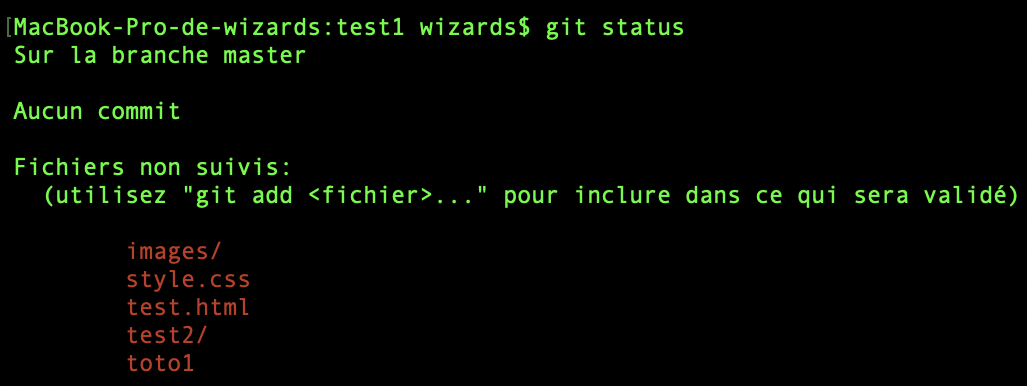 [MacBook-Pro-de-wizards:test1 wizards$ git status
Sur la branche master
Aucun commit
Fichiers non suivis:
(utilisez "git add <fichier>..." pour inclure dans ce qui sera validé)
images/
style.css
test.html
test2/
toto1